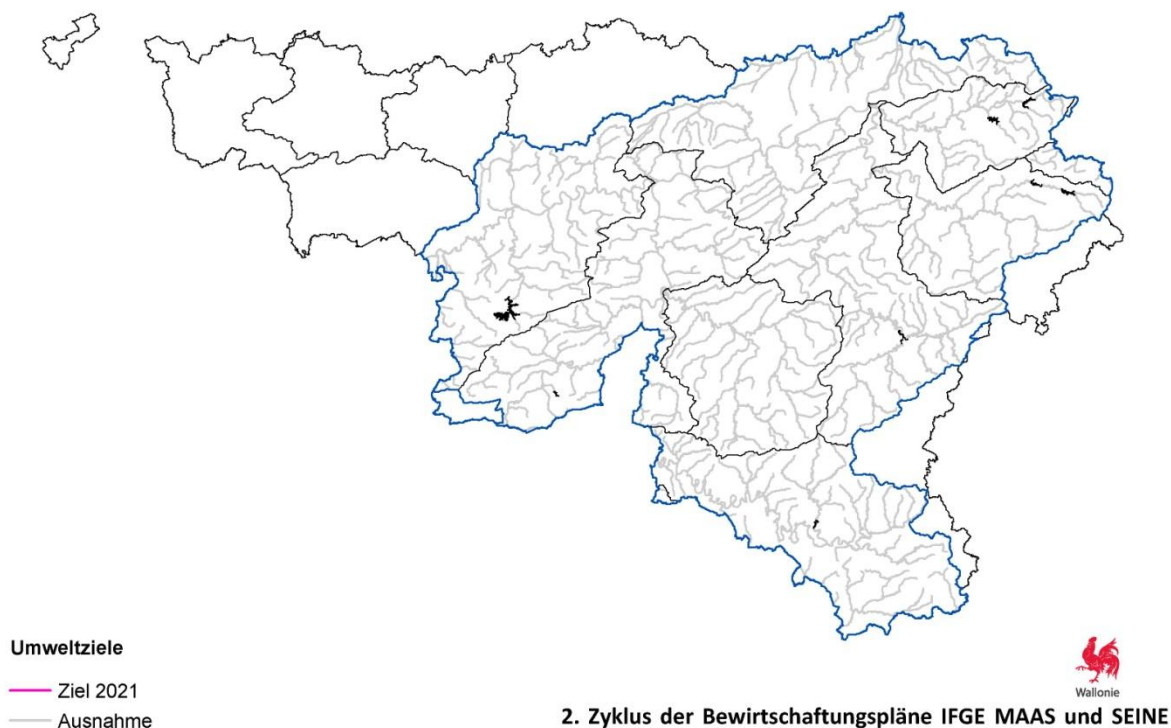 Umweltziele
Ziel 2021
Ausnahme
Wallonie
2. Zyklus der Bewirtschaftungspläne IFGE MAAS und SEINE